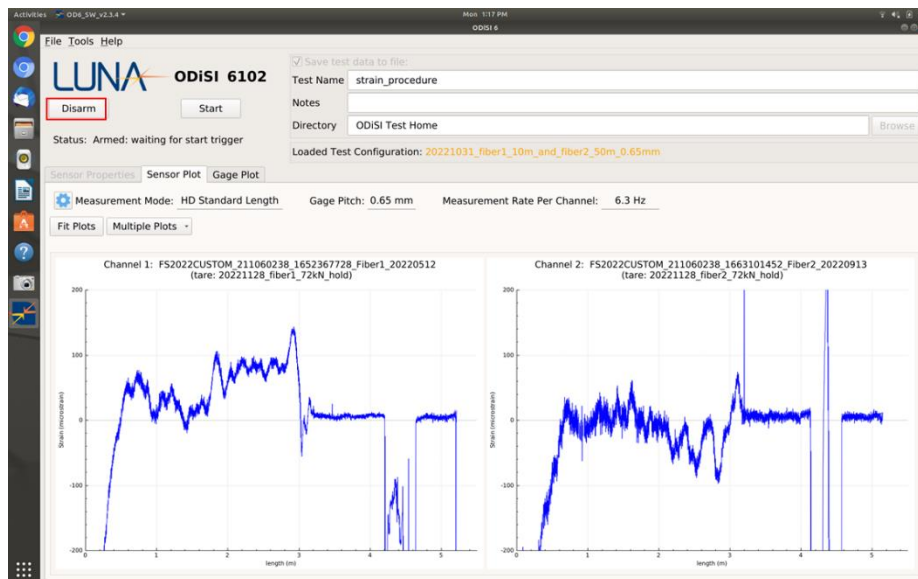 Activities OD6_SW_v2.3.4 Mon 1:17 PM
ODiSI 6
File Tools Help
LUNA ODiSI 6102
Disarm Start
Status: Armed: waiting for start trigger
Save test data to file:
Test Name strain_procedure
Notes
Directory ODiSI Test Home Browse
Loaded Test Configuration: 20221031_fiber1_10m_and_fiber2_50m_0.65mm
Sensor Properties Sensor Plot Gage Plot
Measurement Mode: HD Standard Length Gage Pitch: 0.65 mm Measurement Rate Per Channel: 6.3 Hz
Fit Plots Multiple Plots
Channel 1: FS2022CUSTOM_211060238_1652367728_Fiber1_20220512
(tare: 20221128_fiber1_72kN_hold)
200
100
0
-100
-200
Strain (microstrain)
0 1 2 3 4 5
length (m)
Channel 2: FS2022CUSTOM_211060238_1663101452_Fiber2_20220913
(tare: 20221128_fiber2_72kN_hold)
200
100
0
-100
-200
Strain (microstrain)
0 1 2 3 4 5
length (m)